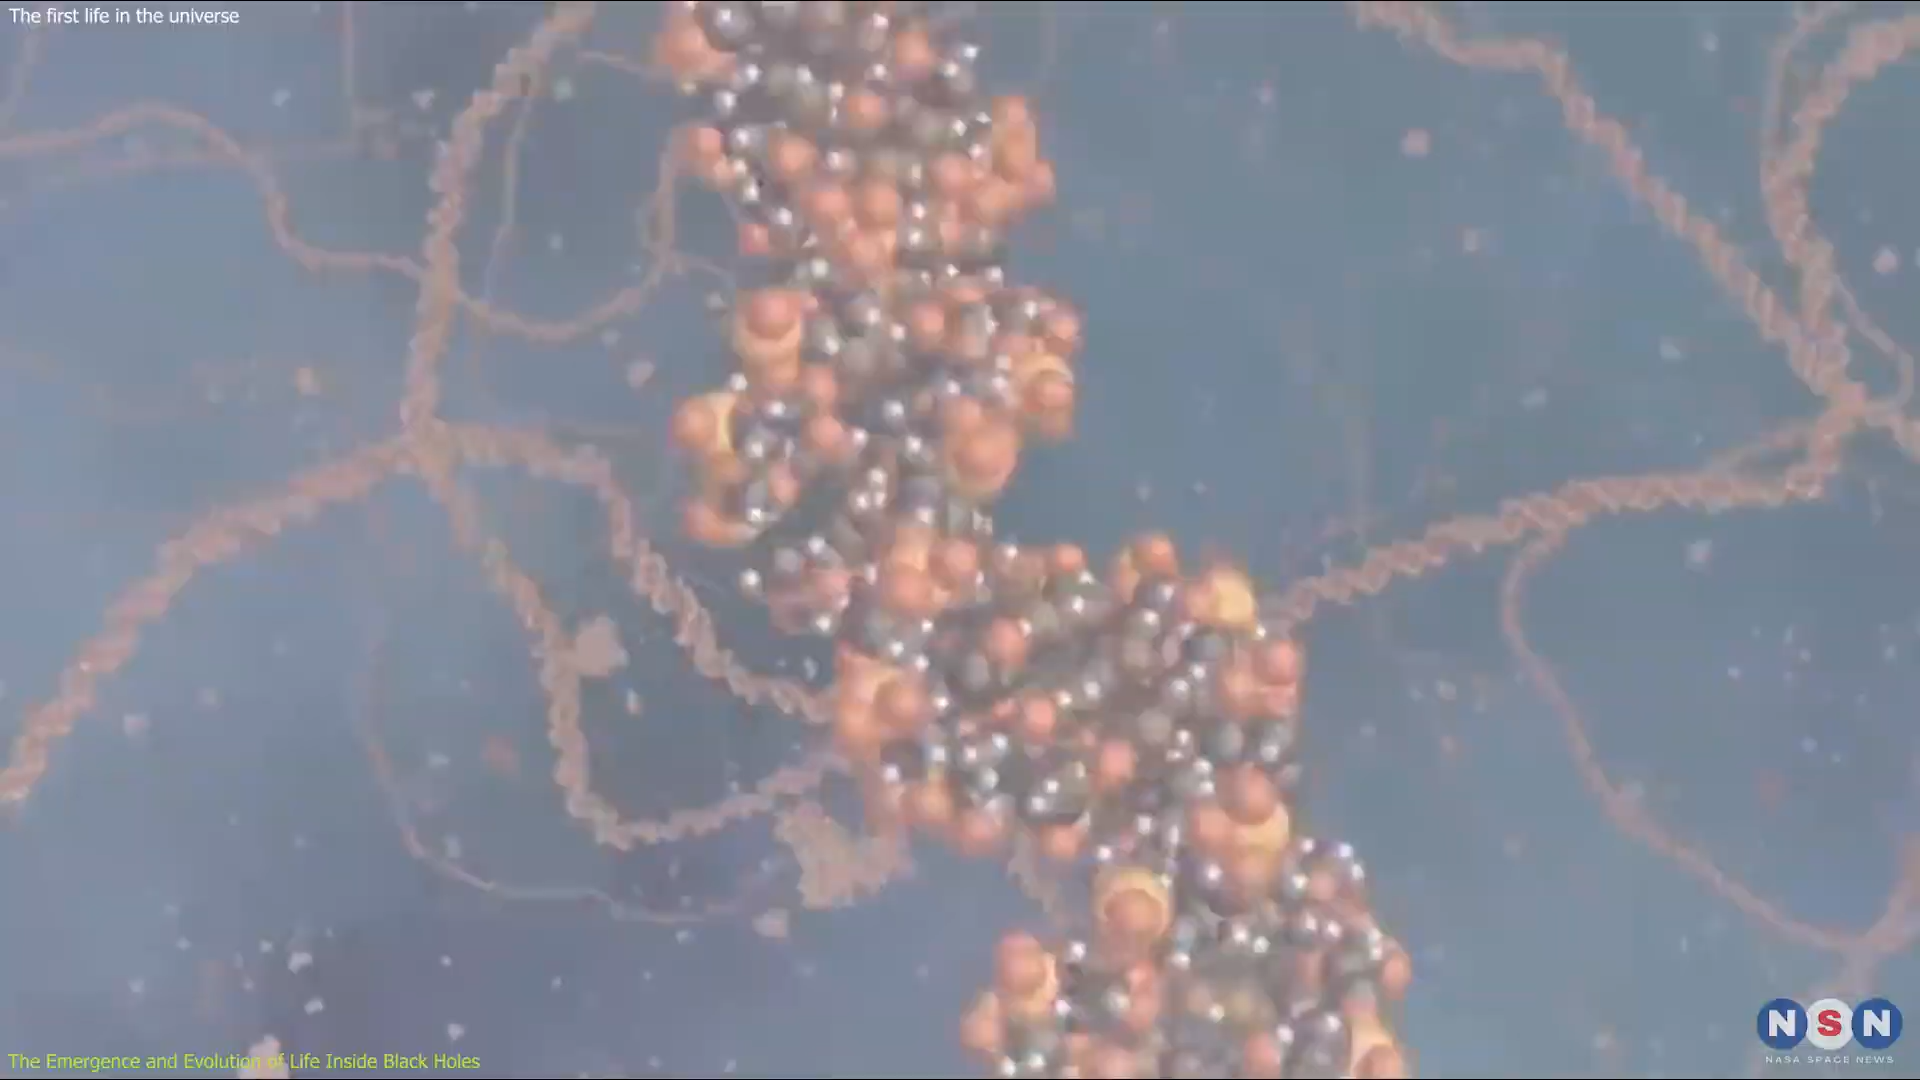 The first life in the universe
The Emergence and Evolution of Life Inside Black Holes
NSN
NASA SPACE NEWS